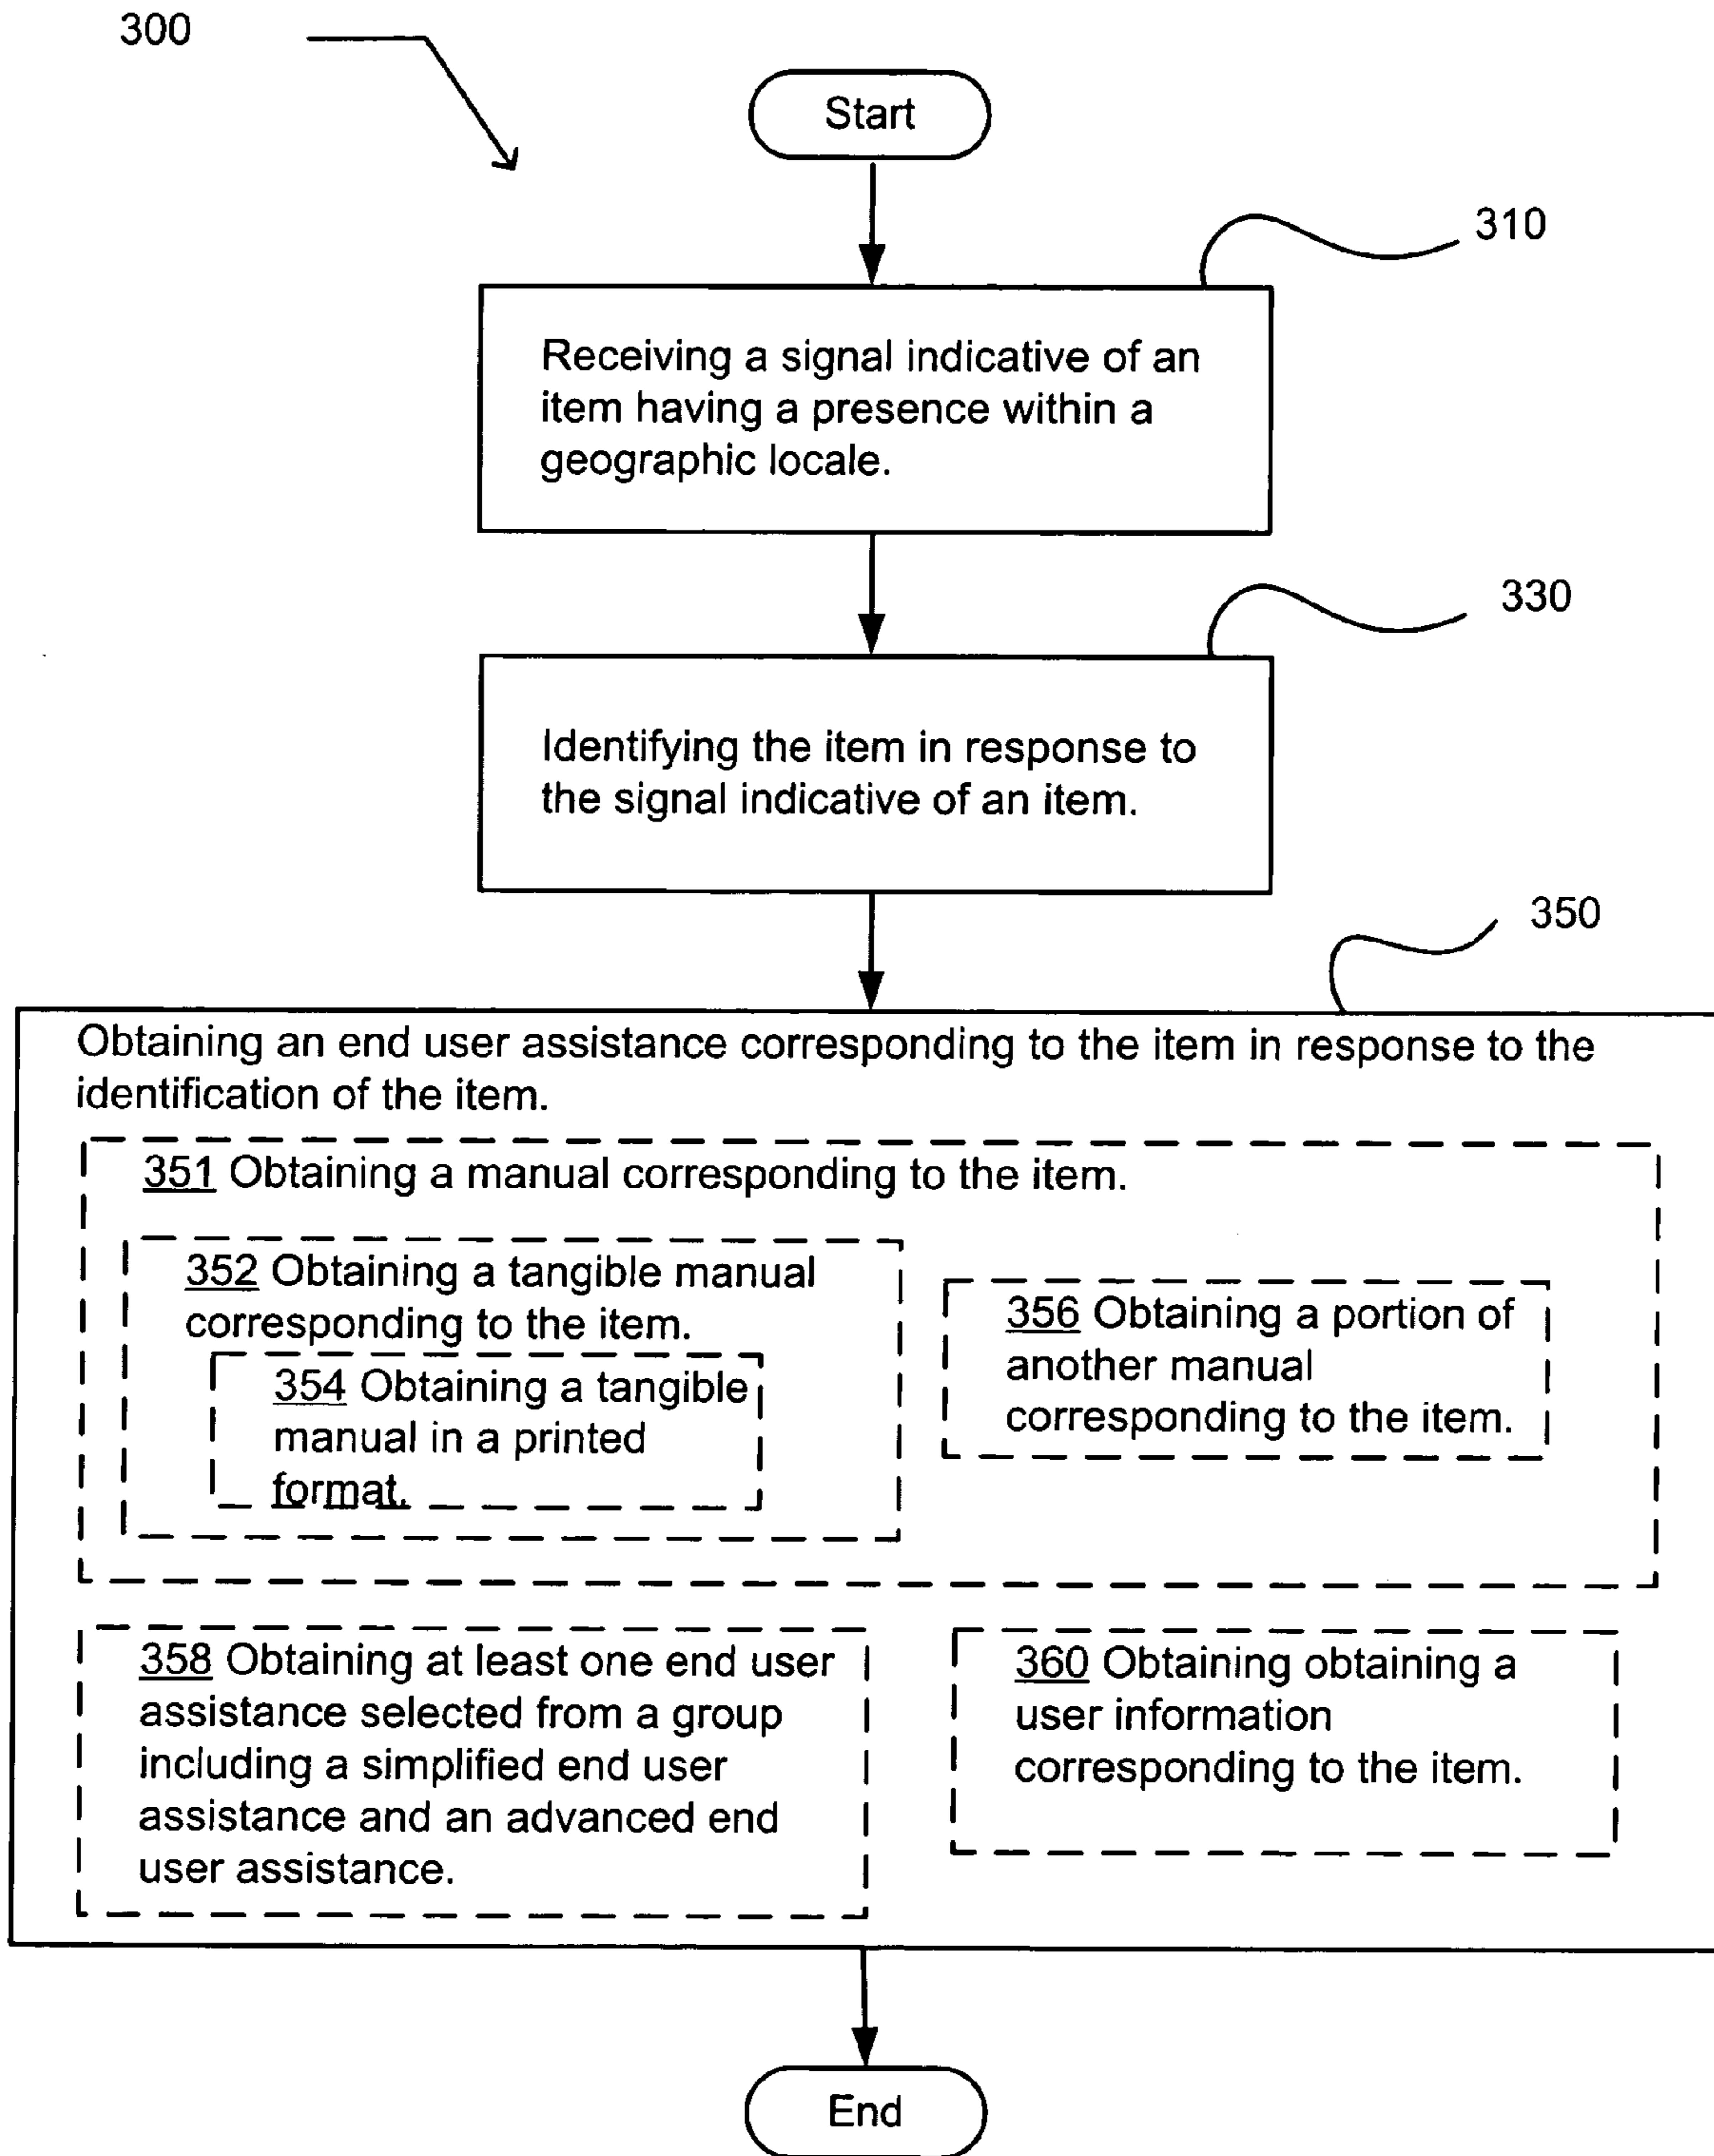 300
Start
310
Receiving a signal indicative of an
item having a presence within a
geographic locale.
330
Identifying the item in response to
the signal indicative of an item.
350
Obtaining an end user assistance corresponding to the item in response to the
identification of the item.
351 Obtaining a manual corresponding to the item.
352 Obtaining a tangible manual
corresponding to the item.
354 Obtaining a tangible
manual in a printed
format.
356 Obtaining a portion of
another manual
corresponding to the item.
358 Obtaining at least one end user
assistance selected from a group
including a simplified end user
assistance and an advanced end
user assistance.
360 Obtaining obtaining a
user information
corresponding to the item.
End